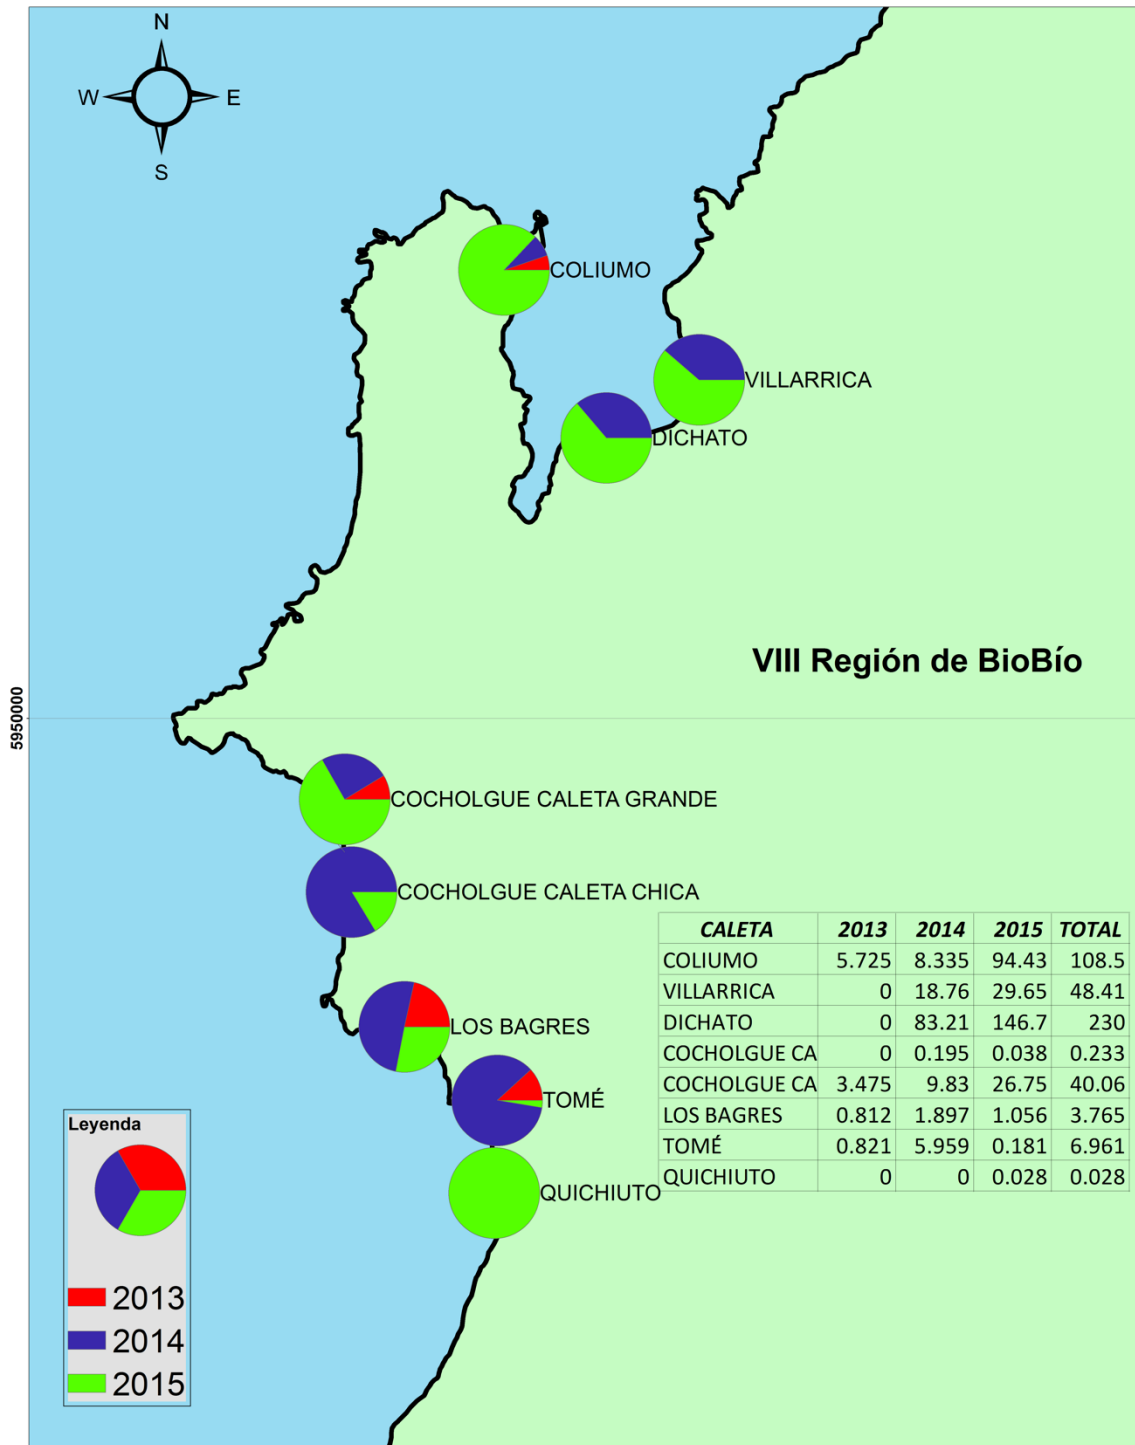 N
W E
S
COLIUMO
VILLARRICA
DICHATO
VIII Región de BioBío
5950000
COCHOLGUE CALETA GRANDE
COCHOLGUE CALETA CHICA
LOS BAGRES
TOMÉ
QUICHIUTO
CALETA 2013 2014 2015 TOTAL
COLIUMO 5.725 8.335 94.43 108.5
VILLARRICA 0 18.76 29.65 48.41
DICHATO 0 83.21 146.7 230
COCHOLGUE CA 0 0.195 0.038 0.233
COCHOLGUE CA 3.475 9.83 26.75 40.06
LOS BAGRES 0.812 1.897 1.056 3.765
TOMÉ 0.821 5.959 0.181 6.961
QUICHIUTO 0 0 0.028 0.028
Leyenda
2013
2014
2015